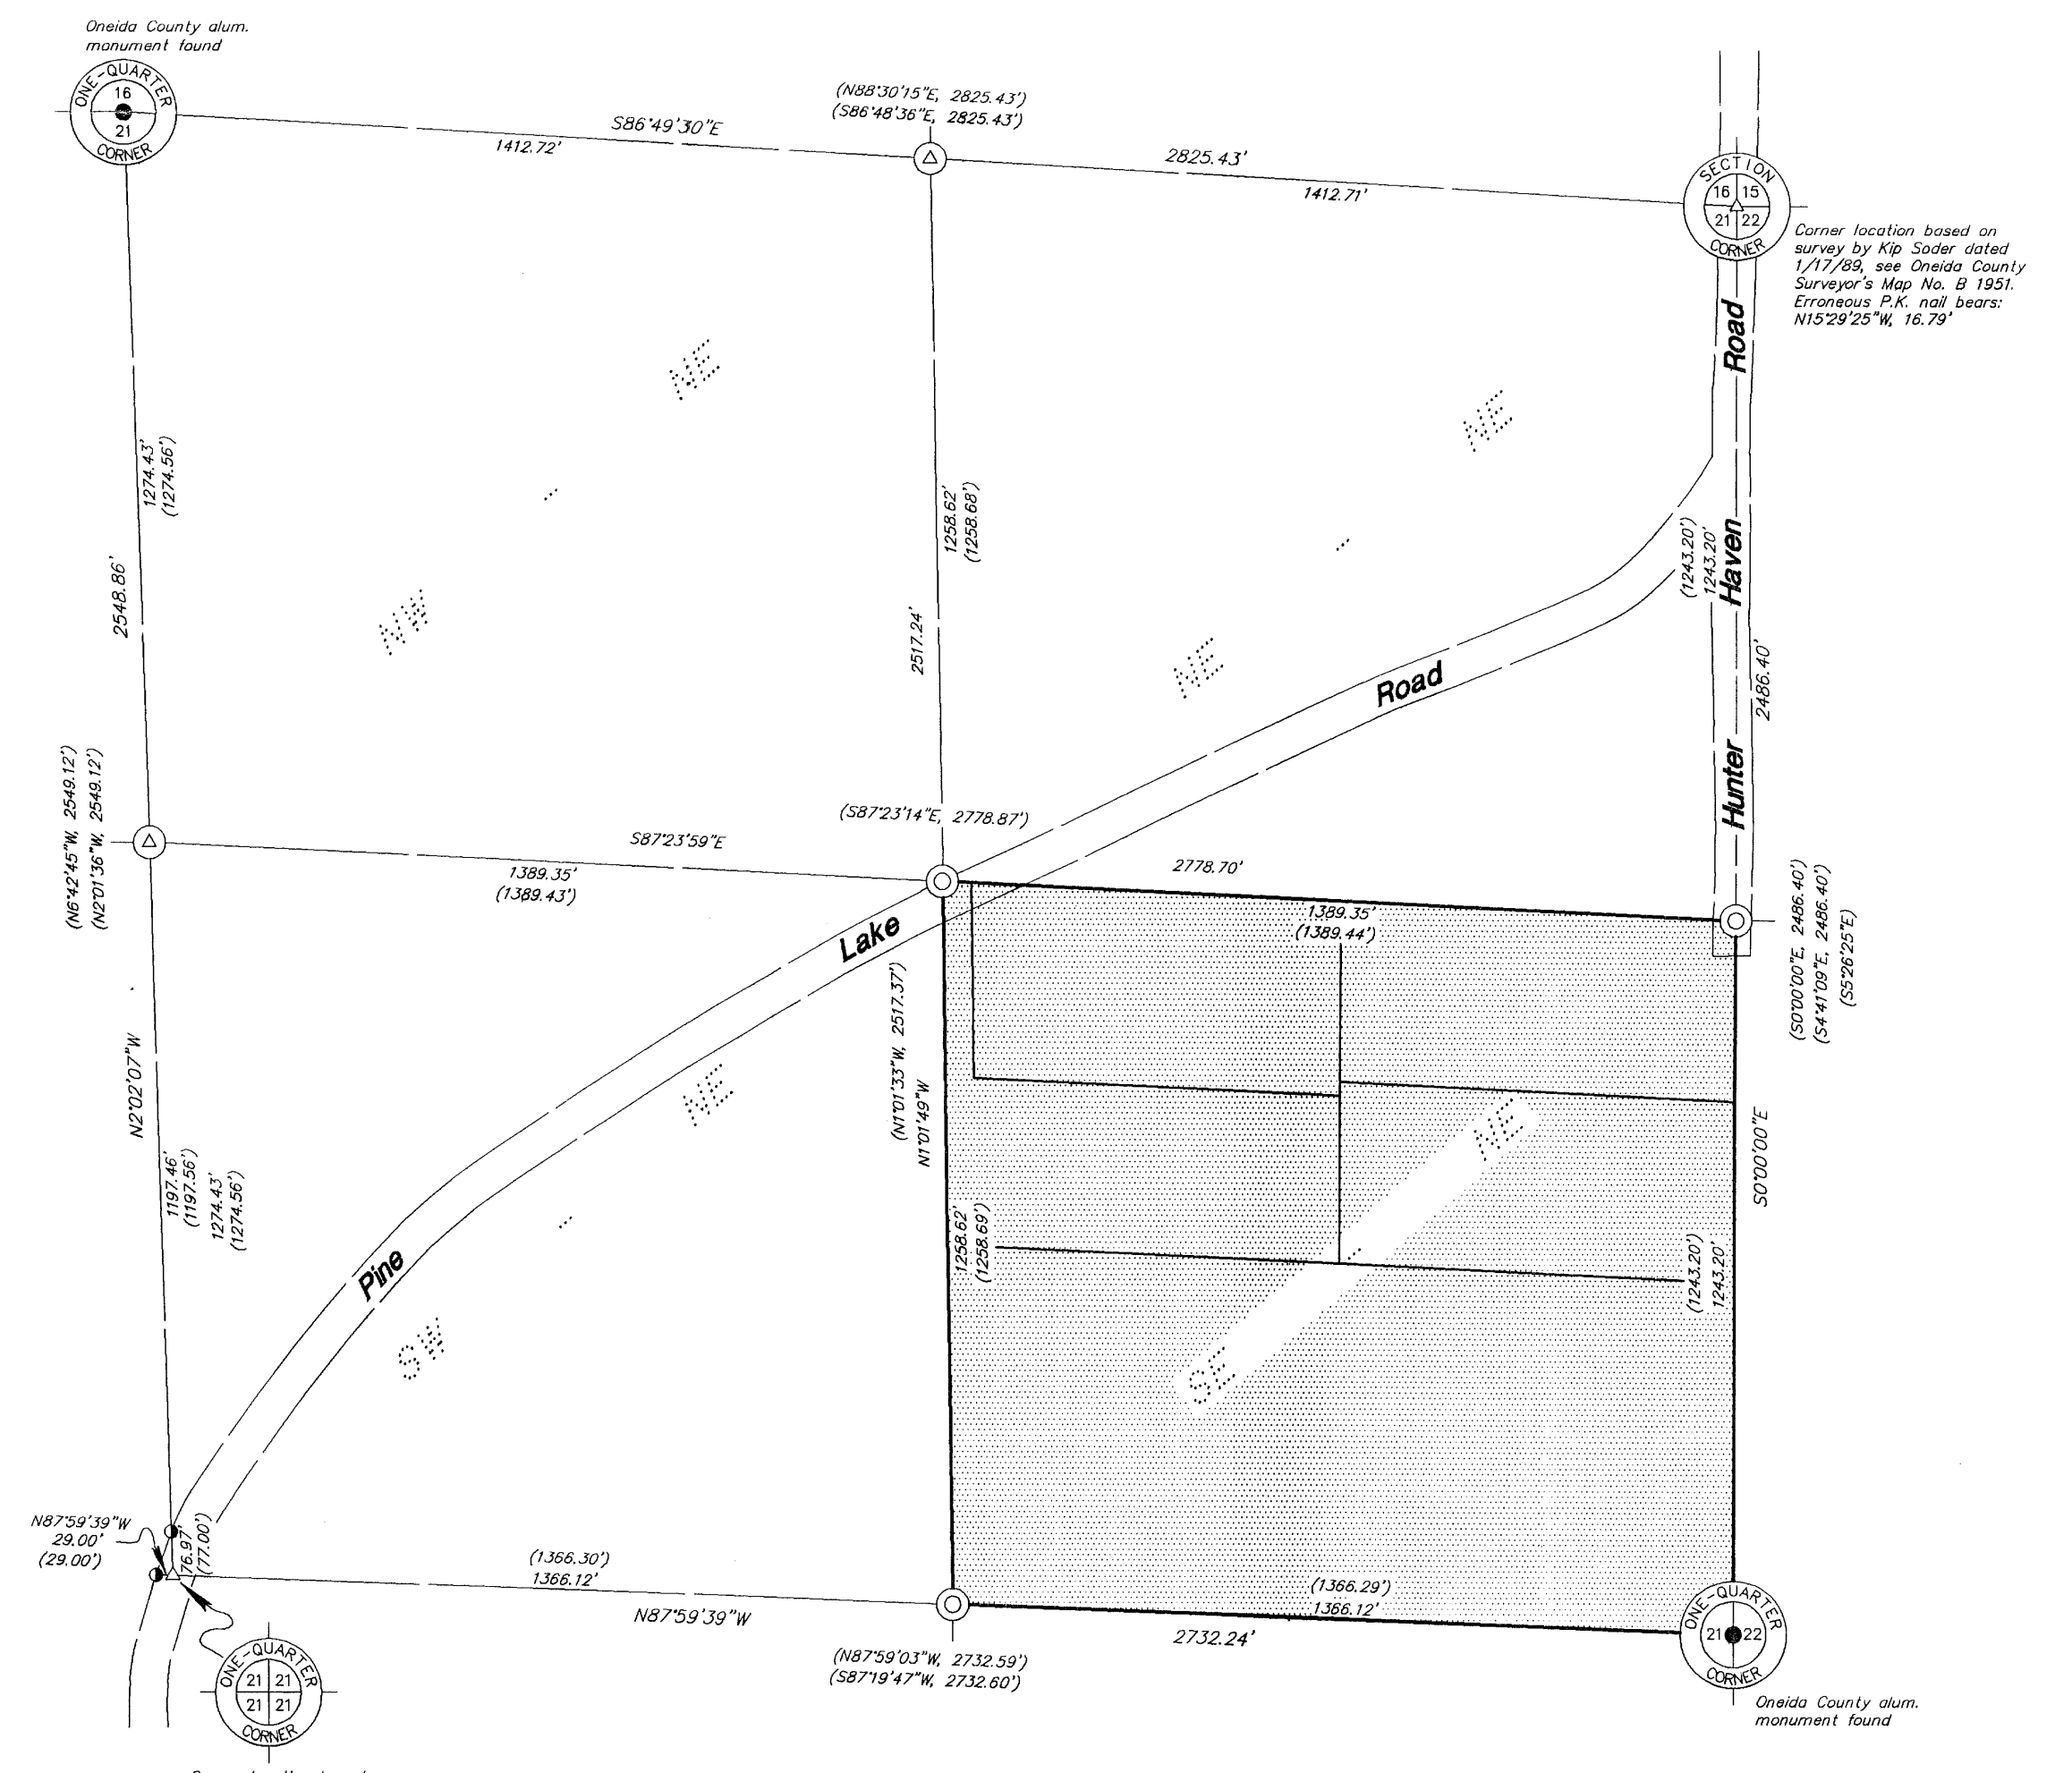 Oneida County alum.
monument found
ONE-QUARTER
16
21
CORNER
S86°49'30"E
1412.72'
(N88°30'15"E, 2825.43')
(S86°48'36"E, 2825.43')
2825.43'
1412.71'
SECTION
16 15
21 22
CORNER
Corner location based on
survey by Kip Soder dated
1/17/89, see Oneida County
Surveyor's Map No. B 1951.
Erroneous P.K. nail bears:
N15°29'25"W, 16.79'
NE
NW
NE
NE
1274.43'
(1274.56')
2548.86'
1258.62'
(1258.68')
2517.24'
(1243.20')
1243.20'
2486.40'
Hunter Haven Road
Pine Lake Road
(N6°42'45"W, 2549.12')
(N2°01'36"W, 2549.12')
(S87°23'14"E, 2778.87')
S87°23'59"E
1389.35'
(1389.43')
2778.70'
1389.35'
(1389.44')
(S0°00'00"E, 2486.40')
(S4°41'09"E, 2486.40')
(S5°26'25"E)
N2°02'07"W
(N1°01'33"W, 2517.37')
N1°01'49"W
S0°00'00"E
NE
SW
NE
SE
1197.46'
(1197.56')
1274.43'
(1274.56')
1258.62'
(1258.69')
(1243.20')
1243.20'
N87°59'39"W
29.00'
(29.00')
76.97'
(77.00')
(1366.30')
1366.12'
N87°59'39"W
(1366.29')
1366.12'
2732.24'
(N87°59'03"W, 2732.59')
(S87°19'47"W, 2732.60')
ONE-QUARTER
21 21
21 21
CORNER
ONE-QUARTER
21 22
CORNER
Oneida County alum.
monument found